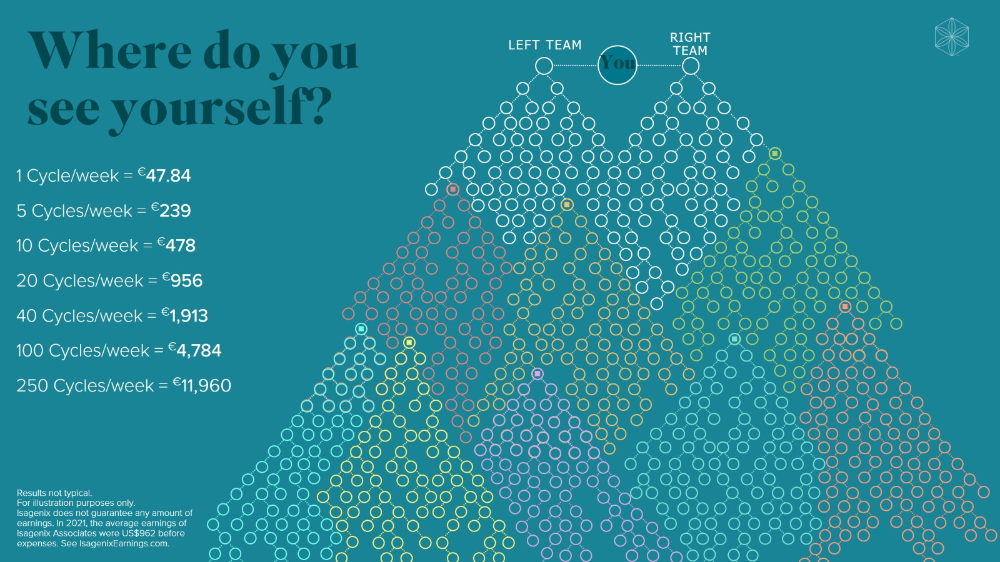 Where do you
see yourself?
LEFT TEAM
You
RIGHT
TEAM
1 Cycle/week = €47.84
5 Cycles/week = €239
10 Cycles/week = €478
20 Cycles/week = €956
40 Cycles/week = €1,913
100 Cycles/week = €4,784
250 Cycles/week = €11,960
Results not typical.
For illustration purposes only.
Isagenix does not guarantee any amount of
earnings. In 2021, the average earnings of
Isagenix Associates were US$962 before
expenses. See IsagenixEarnings.com.